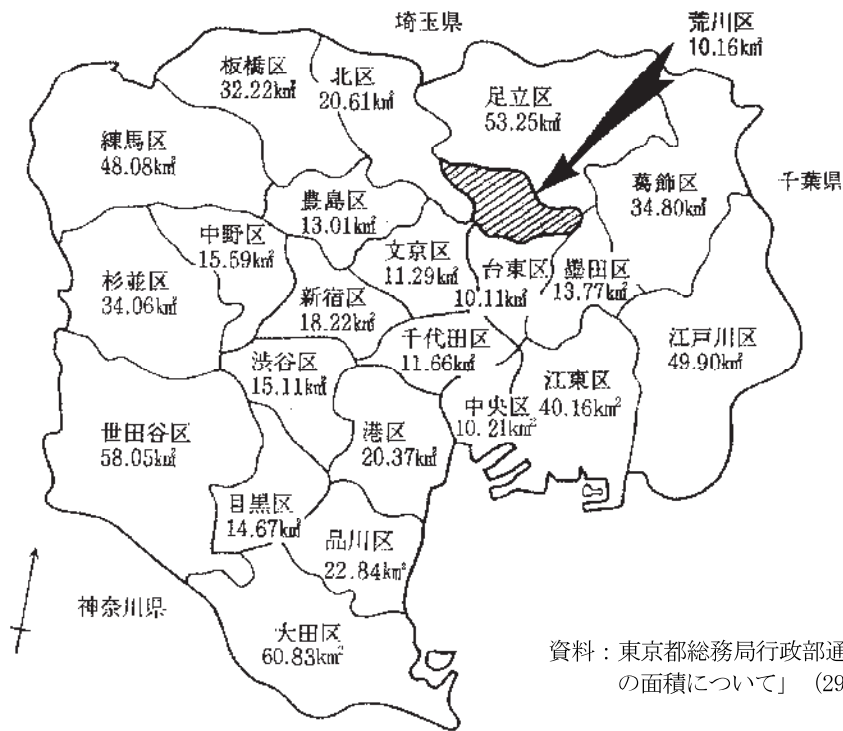 埼玉県
荒川区
10.16km²
板橋区
32.22km²
北区
20.61km²
足立区
53.25km²
練馬区
48.08km²
葛飾区
34.80km²
千葉県
豊島区
13.01km²
中野区
15.59km²
文京区
11.29km²
台東区
10.11km²
墨田区
13.77km²
杉並区
34.06km²
新宿区
18.22km²
千代田区
11.66km²
江戸川区
49.90km²
渋谷区
15.11km²
江東区
40.16km²
中央区
10.21km²
世田谷区
58.05km²
港区
20.37km²
目黒区
14.67km²
品川区
22.84km²
神奈川県
大田区
60.83km²
資料：東京都総務局行政部通
の面積について」（29